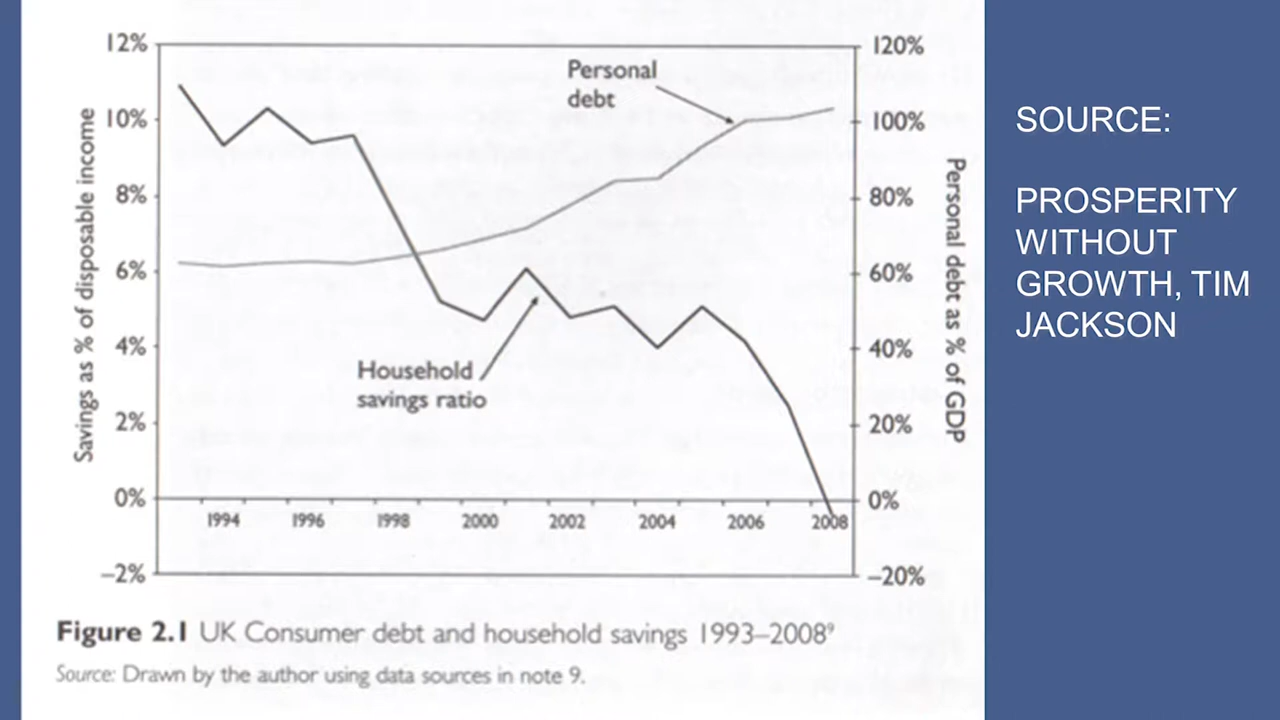 12%
10%
8%
6%
4%
2%
0%
–2%
Savings as % of disposable income
120%
100%
80%
60%
40%
20%
0%
–20%
Personal debt as % of GDP
Personal
debt
Household
savings ratio
1994 1996 1998 2000 2002 2004 2006 2008
Figure 2.1 UK Consumer debt and household savings 1993–2008⁹
Source: Drawn by the author using data sources in note 9.
SOURCE:
PROSPERITY
WITHOUT
GROWTH, TIM
JACKSON